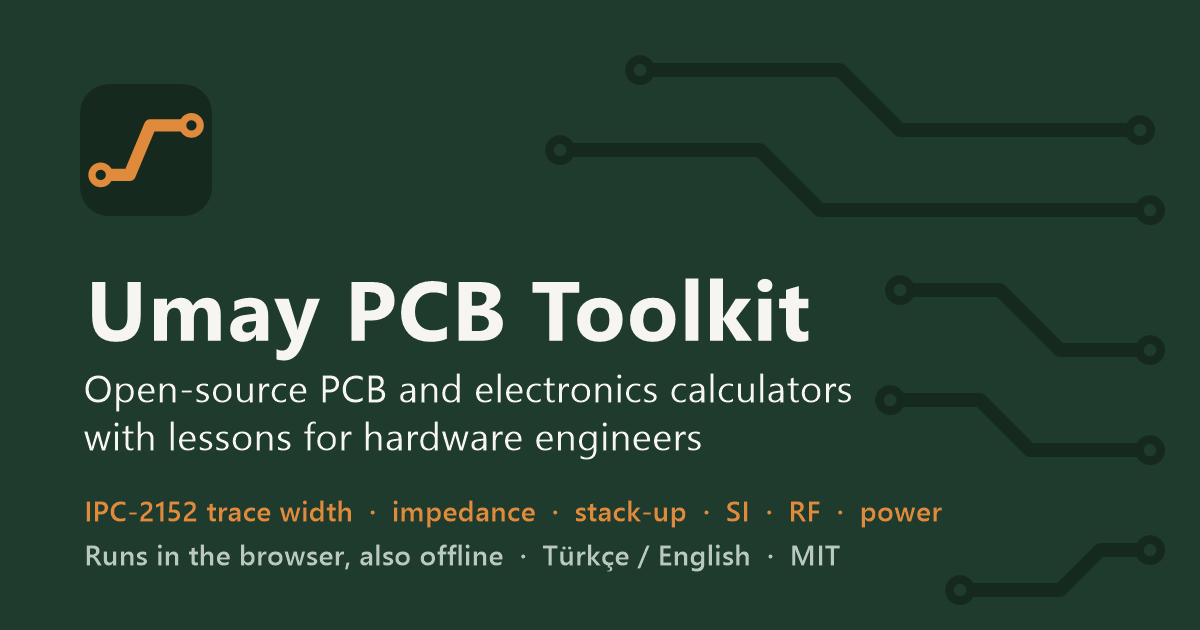 Umay PCB Toolkit
Open-source PCB and electronics calculators
with lessons for hardware engineers
IPC-2152 trace width · impedance · stack-up · SI · RF · power
Runs in the browser, also offline · Türkçe / English · MIT